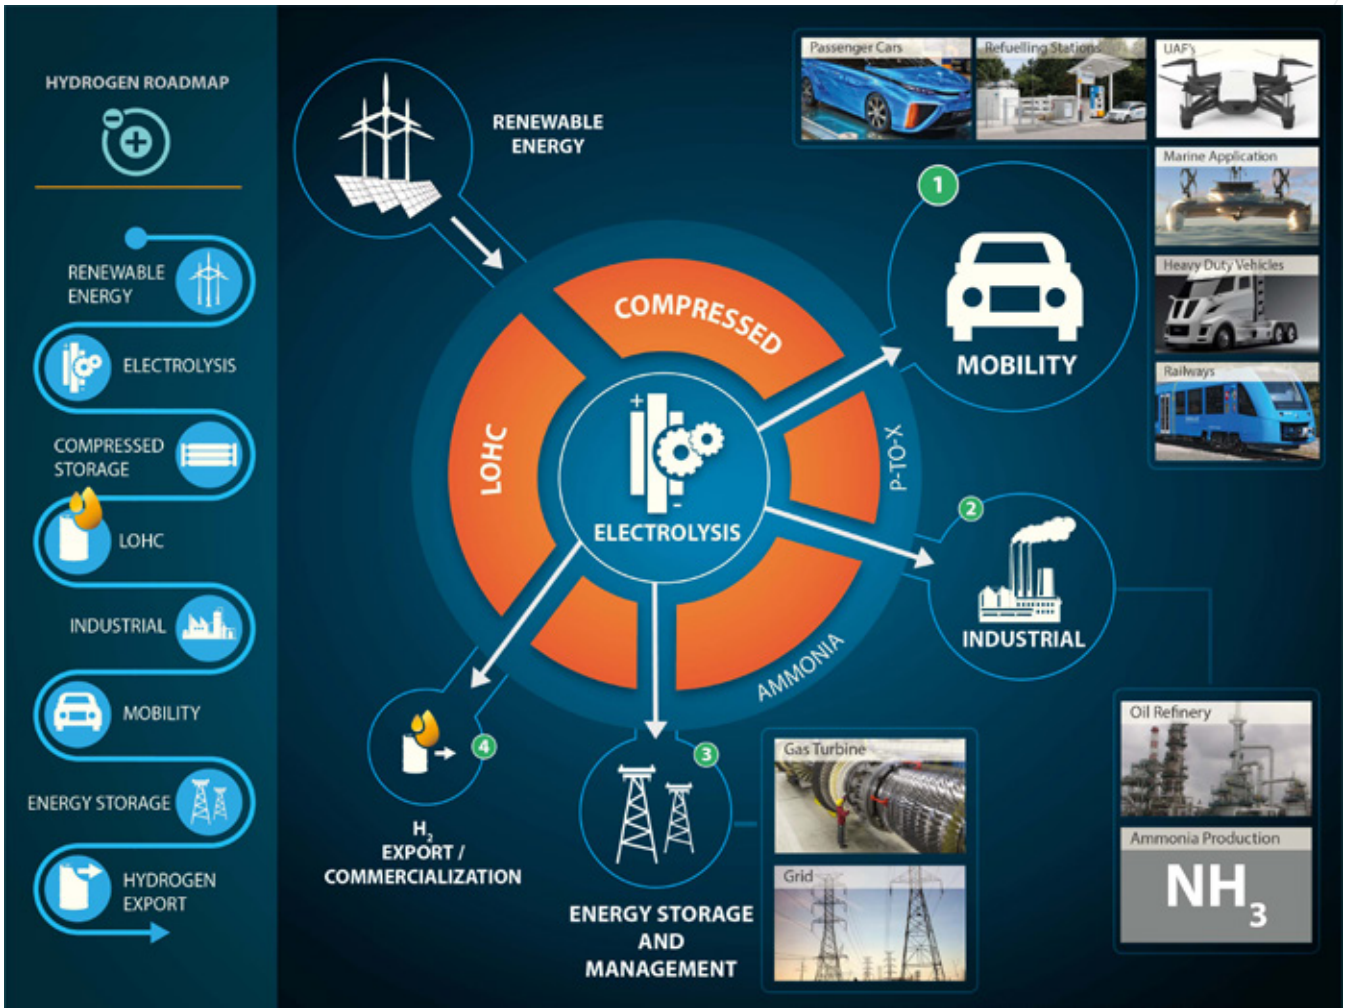 HYDROGEN ROADMAP
RENEWABLE
ENERGY
ELECTROLYSIS
COMPRESSED
STORAGE
LOHC
INDUSTRIAL
MOBILITY
ENERGY STORAGE
HYDROGEN
EXPORT
RENEWABLE
ENERGY
COMPRESSED
LOHC
P-TO-X
AMMONIA
+
-
ELECTROLYSIS
1
MOBILITY
Passenger Cars
Refuelling Stations
UAF's
Marine Application
Heavy Duty Vehicles
Railways
2
INDUSTRIAL
Oil Refinery
Ammonia Production
NH3
3
ENERGY STORAGE
AND
MANAGEMENT
Gas Turbine
Grid
4
H2
EXPORT /
COMMERCIALIZATION